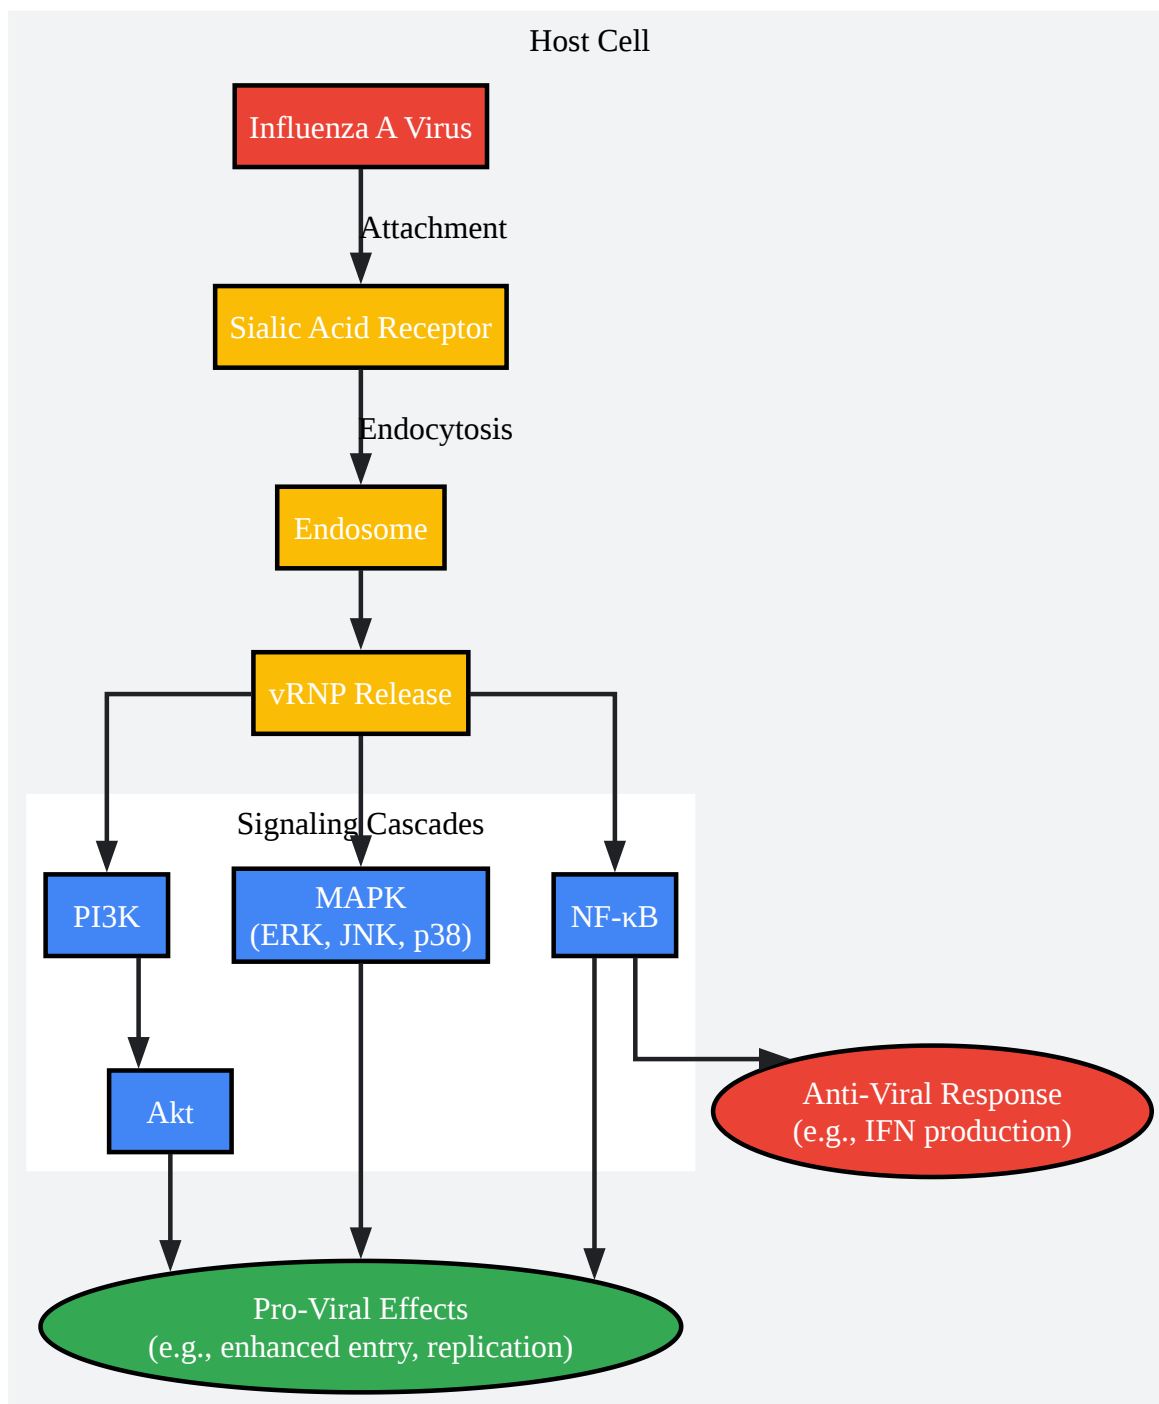 Host Cell
Influenza A Virus
Attachment
Sialic Acid Receptor
Endocytosis
Endosome
vRNP Release
Signaling Cascades
PI3K
MAPK
(ERK, JNK, p38)
NF-κB
Akt
Anti-Viral Response
(e.g., IFN production)
Pro-Viral Effects
(e.g., enhanced entry, replication)